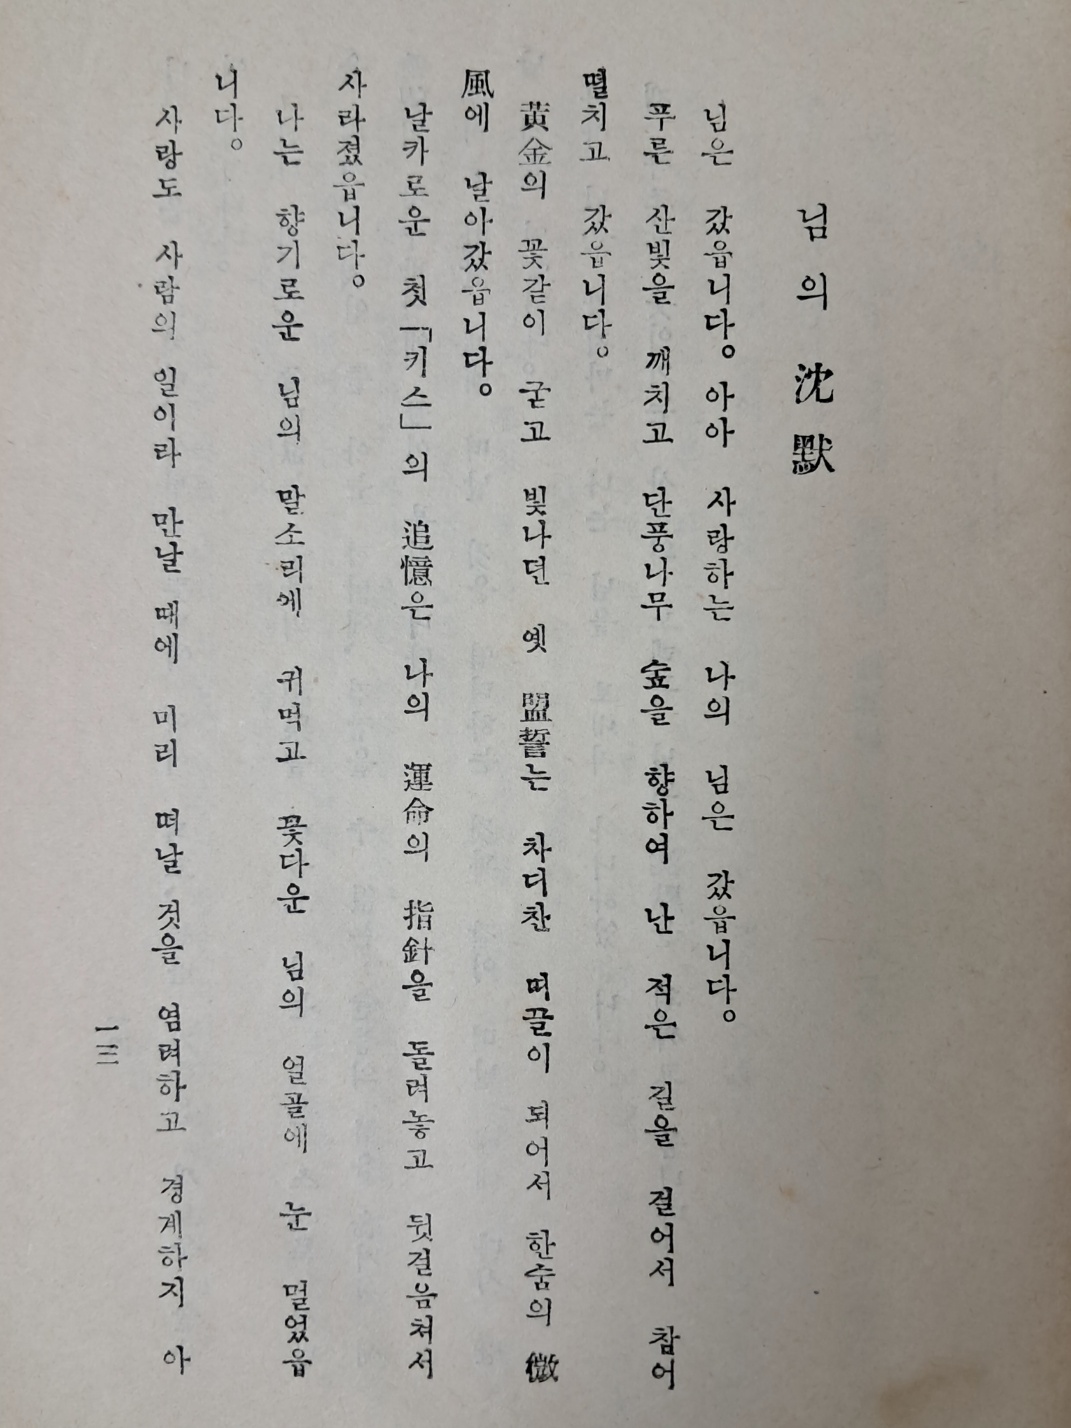 님의 沈默
님은 갔읍니다。 아아 사랑하는 나의 님은 갔읍니다。
푸른 산빛을 깨치고 단풍나무 숲을 향하여 난 적은 길을 걸어서 참어
떨치고 갔읍니다。
黃金의 꽃같이 굳고 빛나던 옛 盟誓는 차디찬 띠끌이 되어서 한숨의 微
風에 날아갔읍니다。
날카로운 첫「키스」의 追憶은 나의 運命의 指針을 돌려놓고 뒷걸음쳐서
사라졌읍니다。
나는 향기로운 님의 말소리에 귀먹고 꽃다운 님의 얼골에 눈 멀었읍
니다。
사랑도 사람의 일이라 만날 때에 미리 떠날 것을 염려하고 경계하지 아
一三